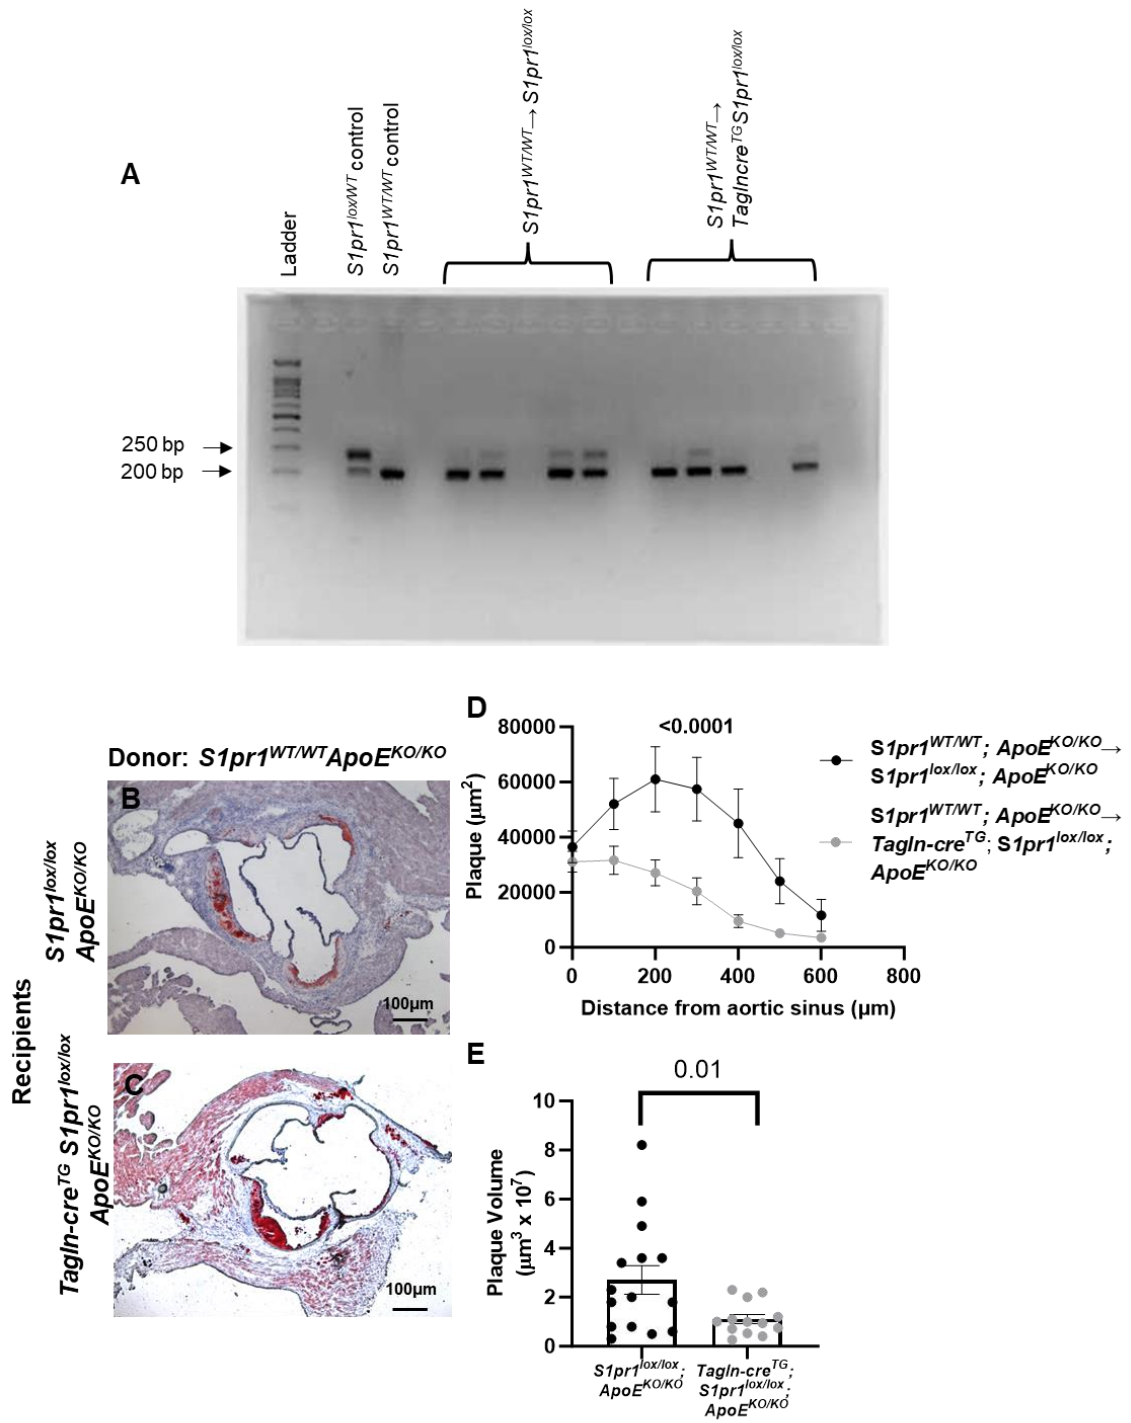 A
Ladder
S1pr1lox/WT control
S1pr1WT/WT control
S1pr1WT/WT→ S1pr1lox/lox
S1pr1WT/WT→
TaglncreTG S1pr1lox/lox
250 bp
200 bp
Donor: S1pr1WT/WTApoEKO/KO
Recipients
S1pr1lox/lox
ApoEKO/KO
B
100µm
Tagln-creTG S1pr1lox/lox
ApoEKO/KO
C
100µm
D
Plaque (µm2)
80000
60000
40000
20000
0
<0.0001
0
200
400
600
800
Distance from aortic sinus (µm)
S1pr1WT/WT; ApoEKO/KO→
S1pr1lox/lox; ApoEKO/KO
S1pr1WT/WT; ApoEKO/KO→
Tagln-creTG; S1pr1lox/lox;
ApoEKO/KO
E
0.01
Plaque Volume
(µm3 x 107)
10
8
6
4
2
0
S1pr1lox/lox;
ApoEKO/KO
Tagln-creTG;
S1pr1lox/lox;
ApoEKO/KO